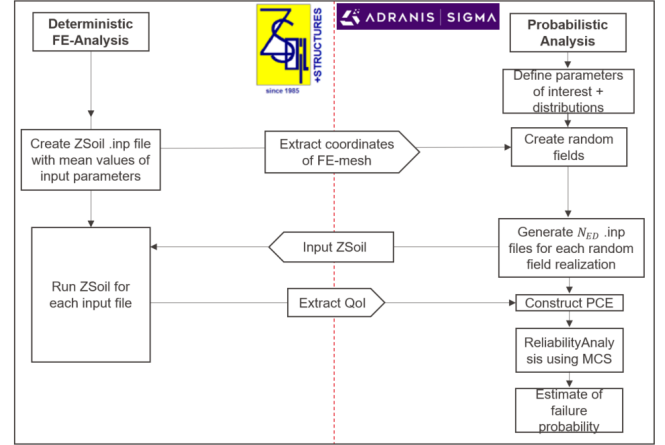 Deterministic
FE-Analysis
+STRUCTURES
since 1985
ADRANIS | SIGMA
Probabilistic
Analysis
Define parameters
of interest +
distributions
Create ZSoil .inp file
with mean values of
input parameters
Extract coordinates
of FE-mesh
Create random
fields
Run ZSoil for
each input file
Input ZSoil
Generate N_ED .inp
files for each random
field realization
Extract QoI
Construct PCE
ReliabilityAnaly
sis using MCS
Estimate of
failure
probability